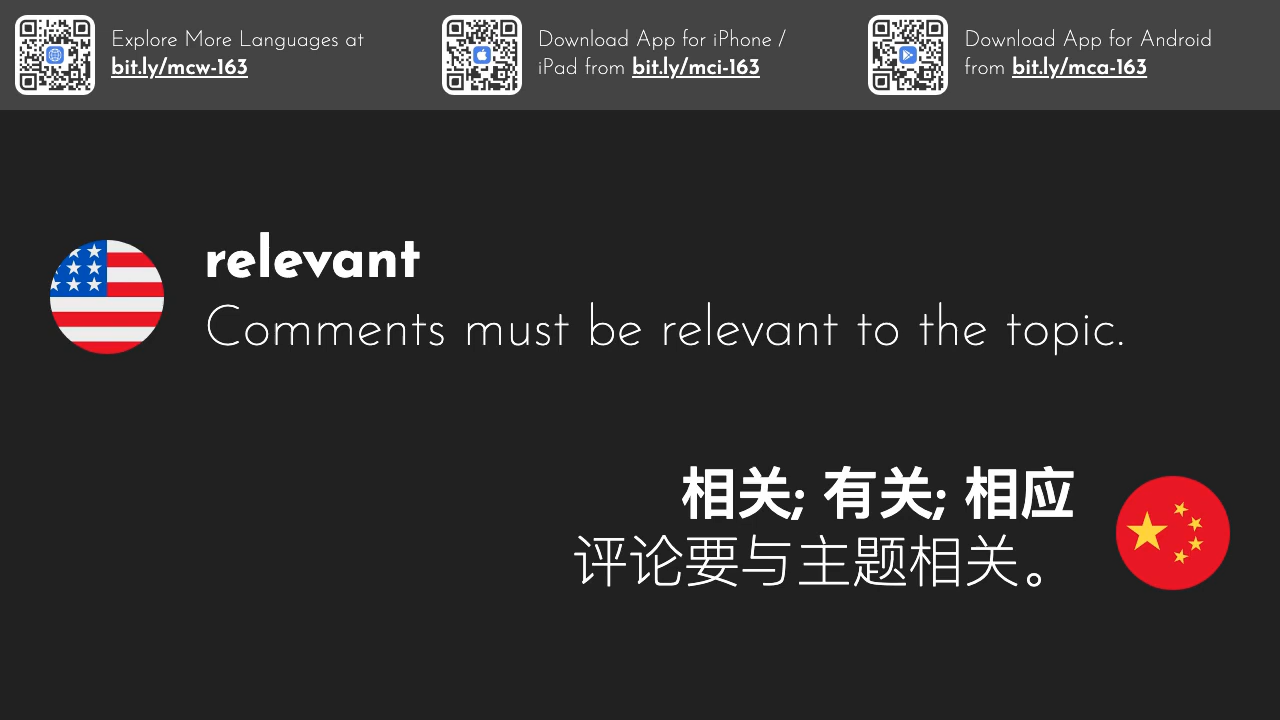 Explore More Languages at
bit.ly/mcw-163
Download App for iPhone /
iPad from bit.ly/mci-163
Download App for Android
from bit.ly/mca-163
relevant
Comments must be relevant to the topic.
相关; 有关; 相应
评论要与主题相关。